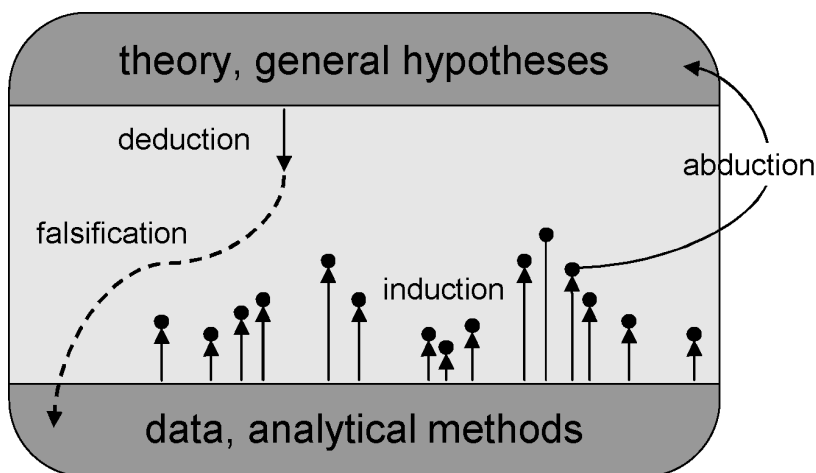 theory, general hypotheses
deduction
abduction
falsification
induction
data, analytical methods